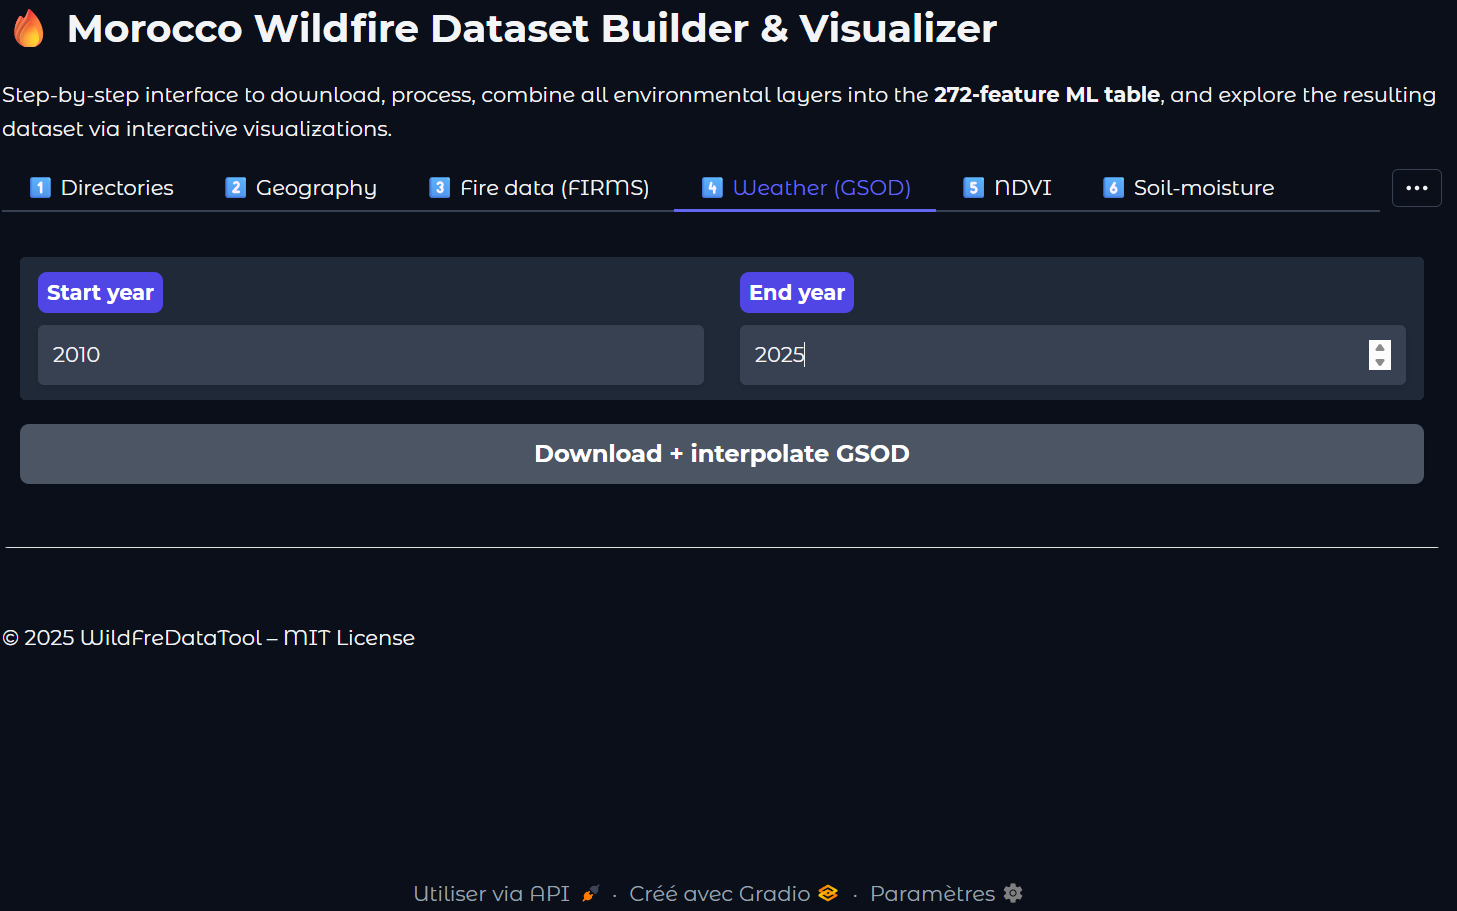 🔥 Morocco Wildfire Dataset Builder & Visualizer
Step-by-step interface to download, process, combine all environmental layers into the 272-feature ML table, and explore the resulting
dataset via interactive visualizations.
1 Directories 2 Geography 3 Fire data (FIRMS) 4 Weather (GSOD) 5 NDVI 6 Soil-moisture ...
Start year End year
2010 2025
Download + interpolate GSOD
© 2025 WildFreDataTool – MIT License
Utiliser via API · Créé avec Gradio · Paramètres